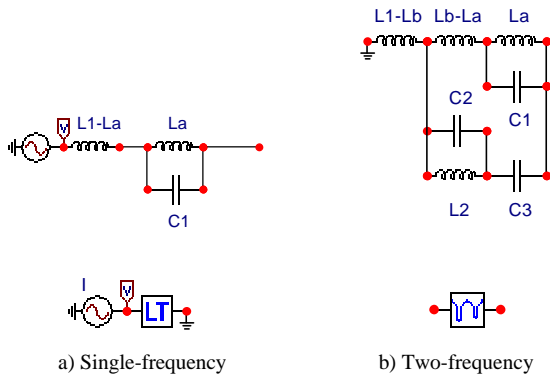 L1-Lb Lb-La La
C2 C1
L2 C3
V
L1-La La
C1
I V
LT
a) Single-frequency b) Two-frequency